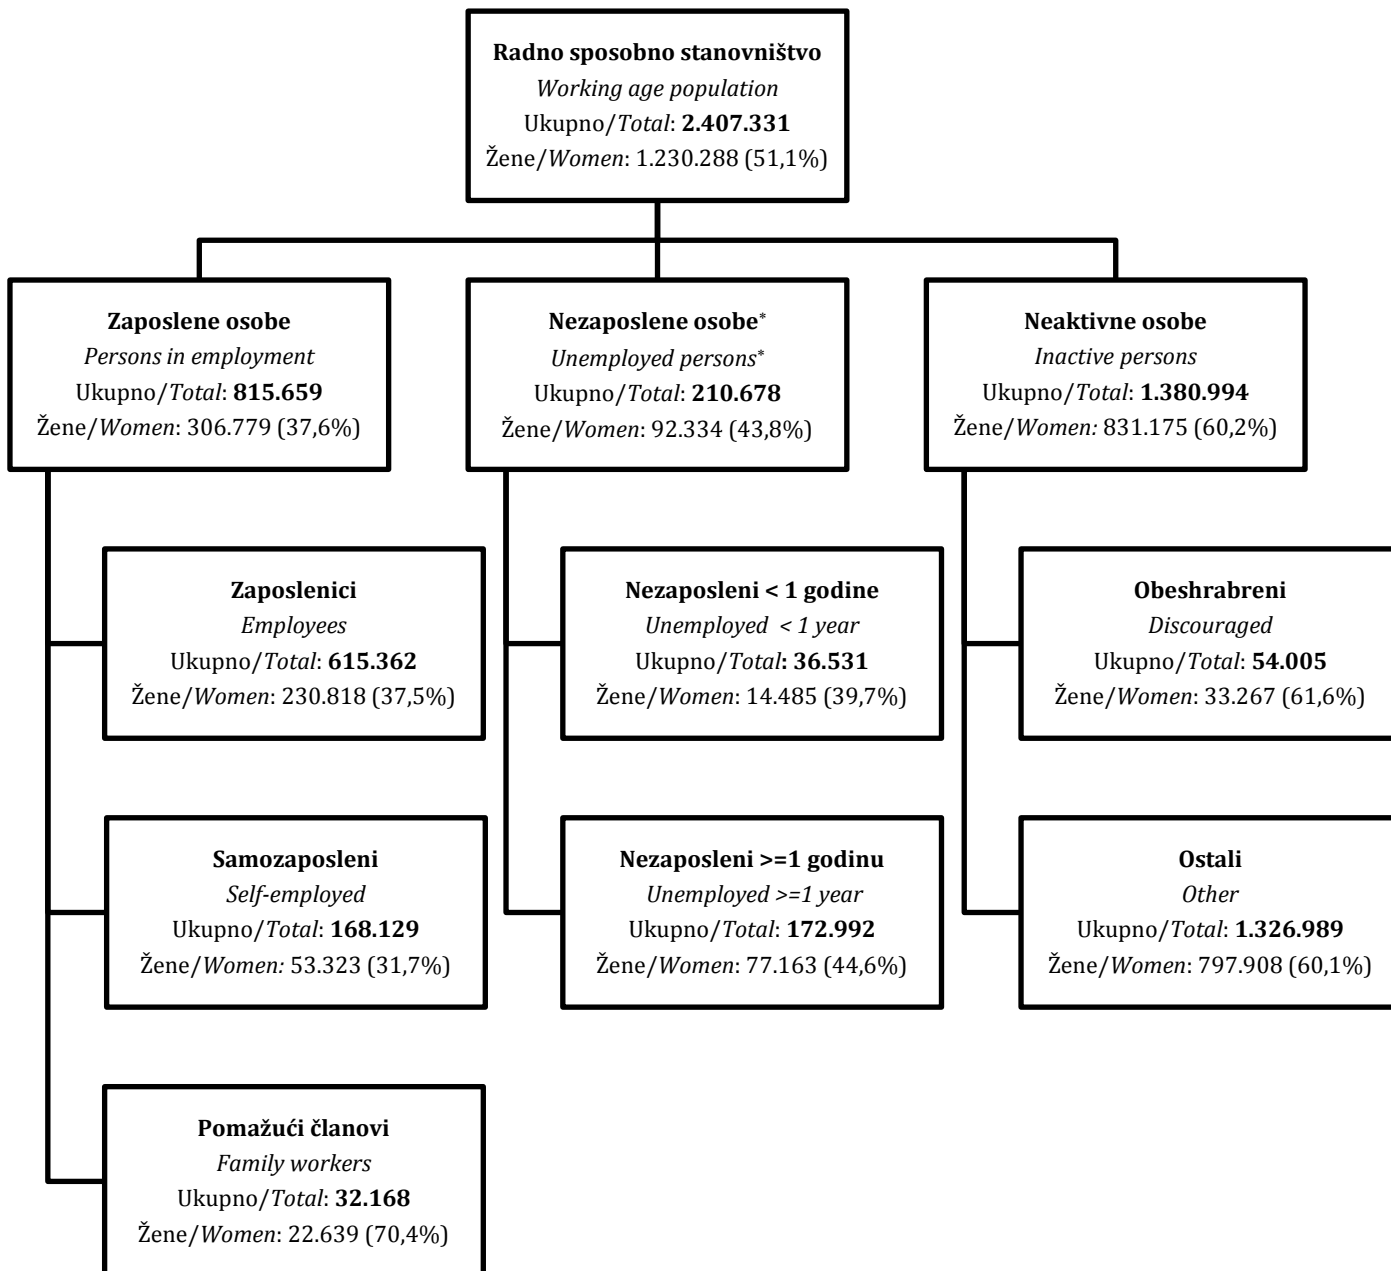 Radno sposobno stanovništvo
Working age population
Ukupno/Total: 2.407.331
Žene/Women: 1.230.288 (51,1%)
Zaposlene osobe
Persons in employment
Ukupno/Total: 815.659
Žene/Women: 306.779 (37,6%)
Nezaposlene osobe*
Unemployed persons*
Ukupno/Total: 210.678
Žene/Women: 92.334 (43,8%)
Neaktivne osobe
Inactive persons
Ukupno/Total: 1.380.994
Žene/Women: 831.175 (60,2%)
Zaposlenici
Employees
Ukupno/Total: 615.362
Žene/Women: 230.818 (37,5%)
Nezaposleni < 1 godine
Unemployed < 1 year
Ukupno/Total: 36.531
Žene/Women: 14.485 (39,7%)
Obeshrabreni
Discouraged
Ukupno/Total: 54.005
Žene/Women: 33.267 (61,6%)
Samozaposleni
Self-employed
Ukupno/Total: 168.129
Žene/Women: 53.323 (31,7%)
Nezaposleni >=1 godinu
Unemployed >=1 year
Ukupno/Total: 172.992
Žene/Women: 77.163 (44,6%)
Ostali
Other
Ukupno/Total: 1.326.989
Žene/Women: 797.908 (60,1%)
Pomažući članovi
Family workers
Ukupno/Total: 32.168
Žene/Women: 22.639 (70,4%)